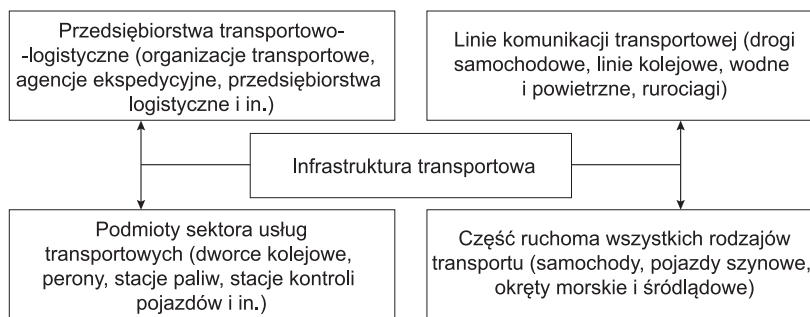 Przedsiębiorstwa transportowo-
-logistyczne (organizacje transportowe,
agencje ekspedycyjne, przedsiębiorstwa
logistyczne i in.)
Linie komunikacji transportowej (drogi
samochodowe, linie kolejowe, wodne
i powietrzne, rurociagi)
Infrastruktura transportowa
Podmioty sektora usług
transportowych (dworce kolejowe,
perony, stacje paliw, stacje kontroli
pojazdów i in.)
Część ruchoma wszystkich rodzajów
transportu (samochody, pojazdy szynowe,
okręty morskie i śródlądowe)